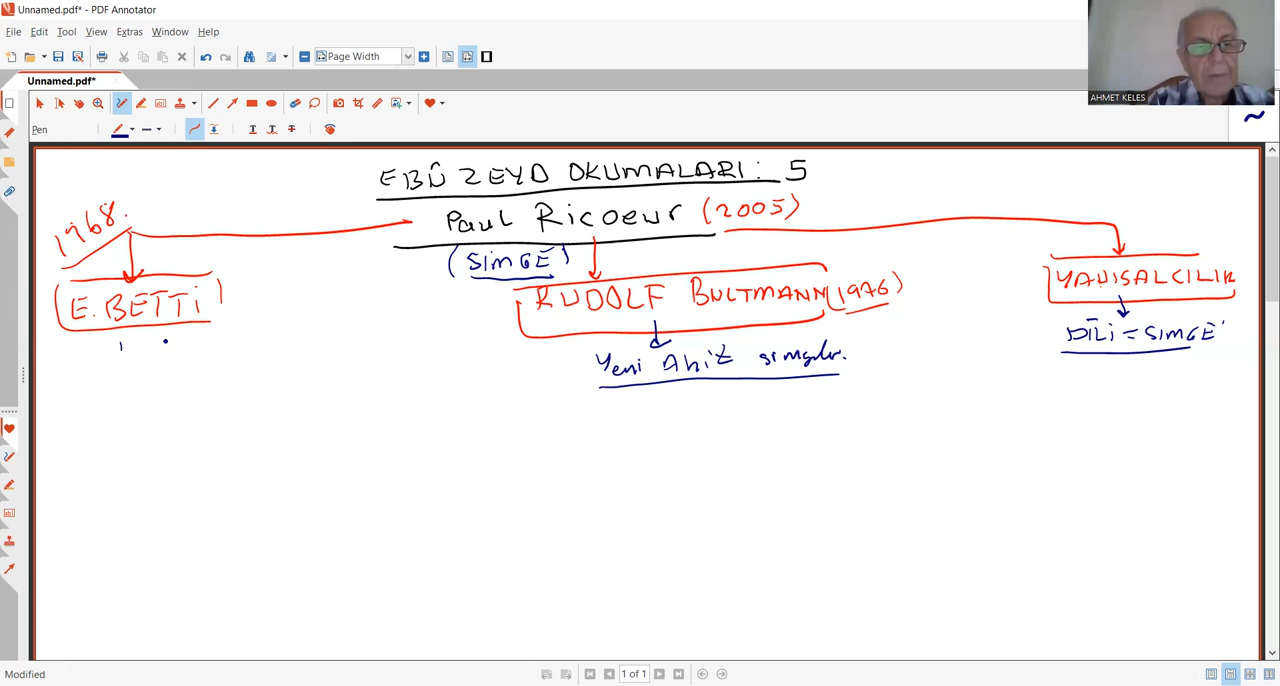 Unnamed.pdf* - PDF Annotator
File Edit Tool View Extras Window Help
Page Width
Unnamed.pdf*
AHMET KELES
Pen
EBÛ ZEYD OKUMALARI: 5
1968. Paul Ricoeur (2005)
(SİMGE)
E. BETTİ
RUDOLF BULTMANN (1976)
YAPISALCILIK
DİLİ = SİMGE
Yeni Ahit simgeler.
Modified
1 of 1